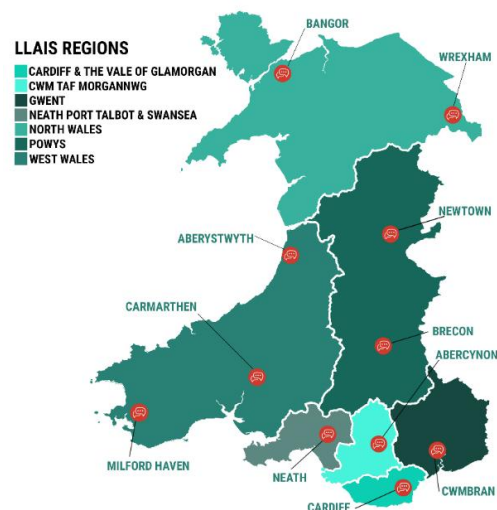 BANGOR
LLAIS REGIONS
CARDIFF & THE VALE OF GLAMORGAN
CWM TAF MORGANNWG
GWENT
NEATH PORT TALBOT & SWANSEA
NORTH WALES
POWYS
WEST WALES
WREXHAM
NEWTOWN
ABERYSTWYTH
CARMARTHEN
BRECON
ABERCYNON
MILFORD HAVEN
NEATH
CWMBRAN
CARDIFF